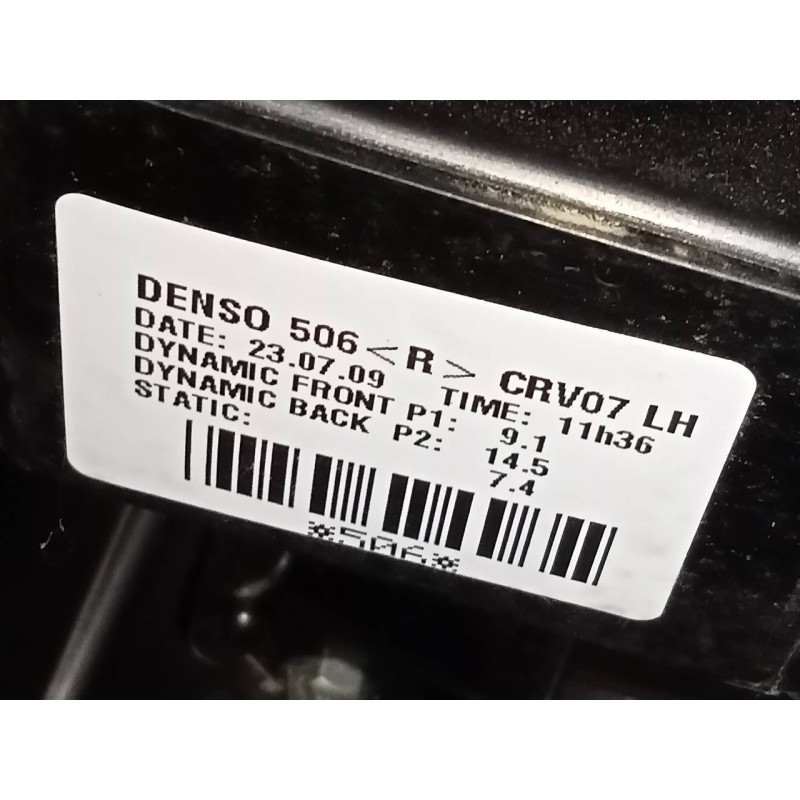 DENSO 506 <R> CRV07 LH
DATE: 23.07.09 TIME: 11h36
DYNAMIC FRONT P1: 9.1
DYNAMIC BACK P2: 14.5
STATIC: 7.4
*506*